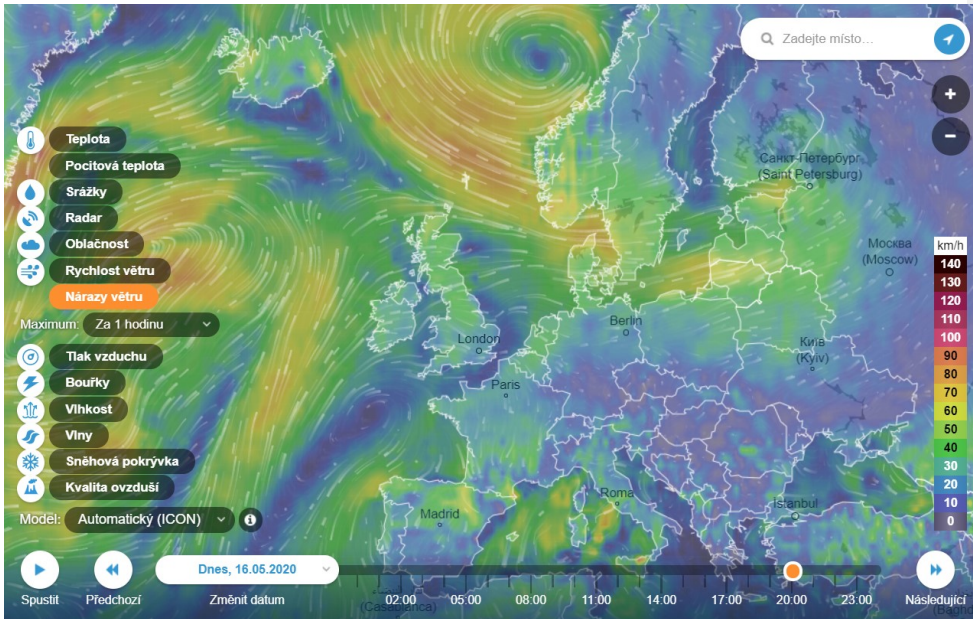 Zadejte místo…
+
−
Teplota
Pocitová teplota
Srážky
Radar
Oblačnost
Rychlost větru
Nárazy větru
Maximum: Za 1 hodinu
Tlak vzduchu
Bouřky
Vlhkost
Vlny
Sněhová pokrývka
Kvalita ovzduší
Model: Automatický (ICON) i
Санкт-Петербург
(Saint Petersburg)
Москва
(Moscow)
London
Berlin
Київ
(Kyiv)
Paris
Roma
Madrid
İstanbul
(Casablanca)
km/h
140
130
120
110
100
90
80
70
60
50
40
30
20
10
0
Dnes, 16.05.2020
Spustit
Předchozí
Změnit datum
02:00 05:00 08:00 11:00 14:00 17:00 20:00 23:00
Následující